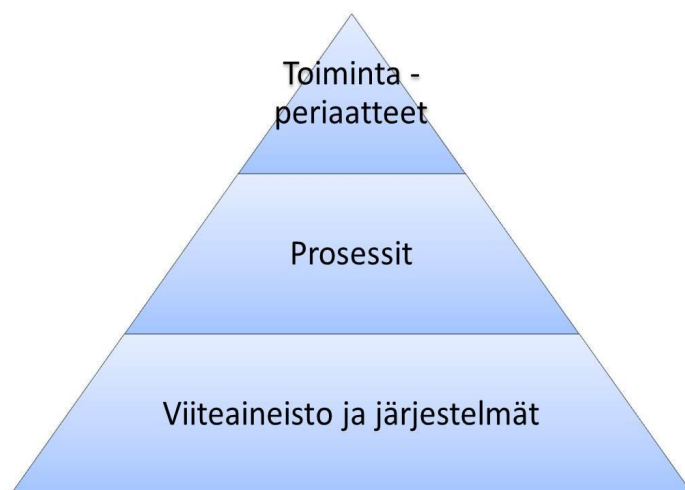 Toiminta -
periaatteet
Prosessit
Viiteaineisto ja järjestelmät